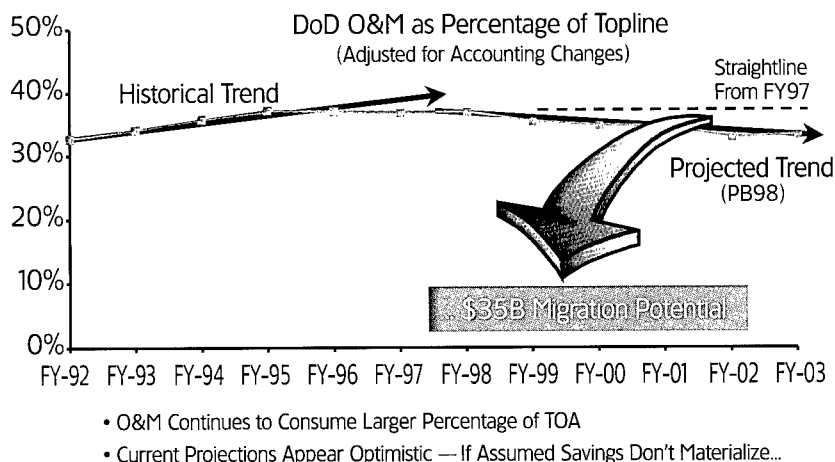 DoD O&M as Percentage of Topline
(Adjusted for Accounting Changes)
50%
40%
30%
20%
10%
0%
Historical Trend
Straightline
From FY97
Projected Trend
(PB98)
$35B Migration Potential
FY-92 FY-93 FY-94 FY-95 FY-96 FY-97 FY-98 FY-99 FY-00 FY-01 FY-02 FY-03
• O&M Continues to Consume Larger Percentage of TOA
• Current Projections Appear Optimistic — If Assumed Savings Don't Materialize...